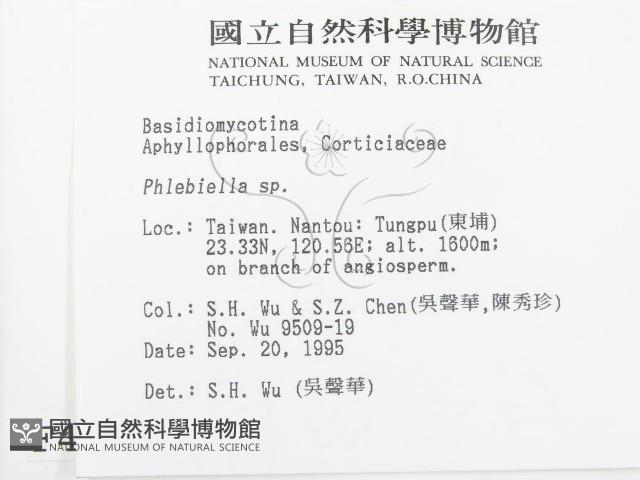 國立自然科學博物館
NATIONAL MUSEUM OF NATURAL SCIENCE
TAICHUNG, TAIWAN, R.O.CHINA
Basidiomycotina
Aphyllophorales, Corticiaceae
Phlebiella sp.
Loc.: Taiwan. Nantou: Tungpu(東埔)
23.33N, 120.56E; alt. 1600m;
on branch of angiosperm.
Col.: S.H. Wu & S.Z. Chen(吳聲華,陳秀珍)
No. Wu 9509-19
Date: Sep. 20, 1995
Det.: S.H. Wu (吳聲華)
國立自然科學博物館
NATIONAL MUSEUM OF NATURAL SCIENCE